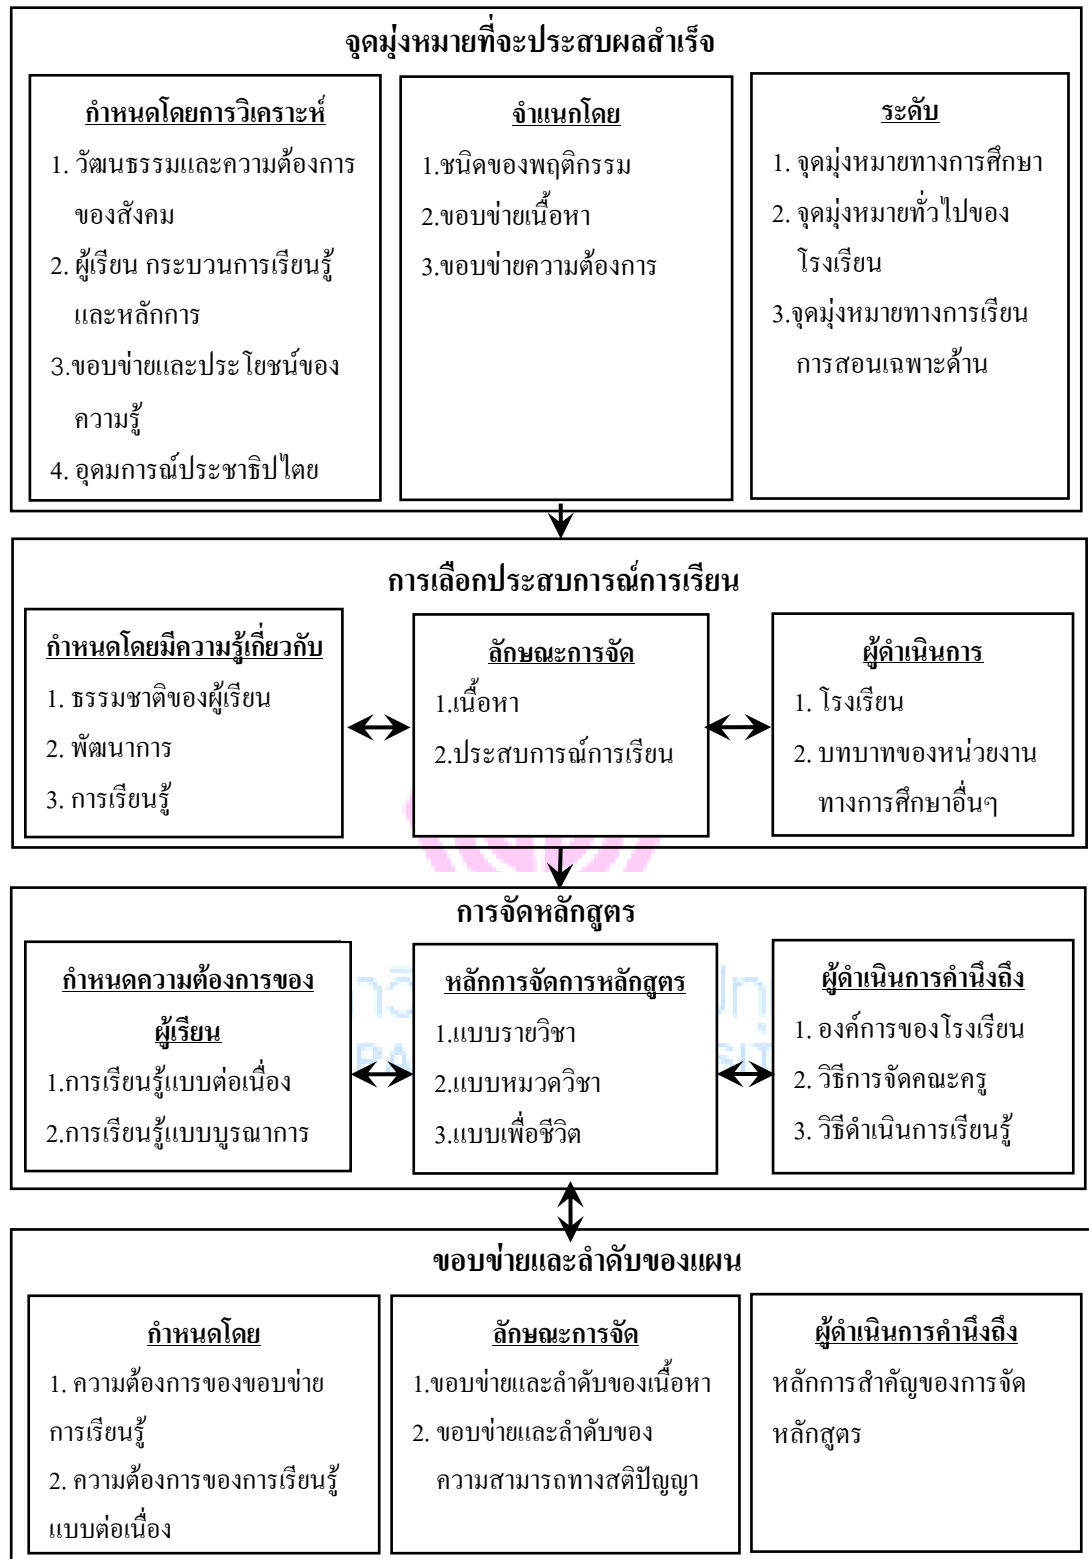 จุดมุ่งหมายที่จะประสบผลสำเร็จ
กำหนดโดยการวิเคราะห์
1. วัฒนธรรมและความต้องการ
ของสังคม
2. ผู้เรียน กระบวนการเรียนรู้
และหลักการ
3.ขอบข่ายและประโยชน์ของ
ความรู้
4. อุดมการณ์ประชาธิปไตย
จำแนกโดย
1.ชนิดของพฤติกรรม
2.ขอบข่ายเนื้อหา
3.ขอบข่ายความต้องการ
ระดับ
1. จุดมุ่งหมายทางการศึกษา
2. จุดมุ่งหมายทั่วไปของ
โรงเรียน
3.จุดมุ่งหมายทางการเรียน
การสอนเฉพาะด้าน
การเลือกประสบการณ์การเรียน
กำหนดโดยมีความรู้เกี่ยวกับ
1. ธรรมชาติของผู้เรียน
2. พัฒนาการ
3. การเรียนรู้
ลักษณะการจัด
1.เนื้อหา
2.ประสบการณ์การเรียน
ผู้ดำเนินการ
1. โรงเรียน
2. บทบาทของหน่วยงาน
ทางการศึกษาอื่นๆ
การจัดหลักสูตร
กำหนดความต้องการของ
ผู้เรียน
1.การเรียนรู้แบบต่อเนื่อง
2.การเรียนรู้แบบบูรณาการ
หลักการจัดการหลักสูตร
1.แบบรายวิชา
2.แบบหมวดวิชา
3.แบบเพื่อชีวิต
ผู้ดำเนินการคำนึงถึง
1. องค์การของโรงเรียน
2. วิธีการจัดคณะครู
3. วิธีดำเนินการเรียนรู้
ขอบข่ายและลำดับของแผน
กำหนดโดย
1. ความต้องการของขอบข่าย
การเรียนรู้
2. ความต้องการของการเรียนรู้
แบบต่อเนื่อง
ลักษณะการจัด
1.ขอบข่ายและลำดับของเนื้อหา
2. ขอบข่ายและลำดับของ
ความสามารถทางสติปัญญา
ผู้ดำเนินการคำนึงถึง
หลักการสำคัญของการจัด
หลักสูตร